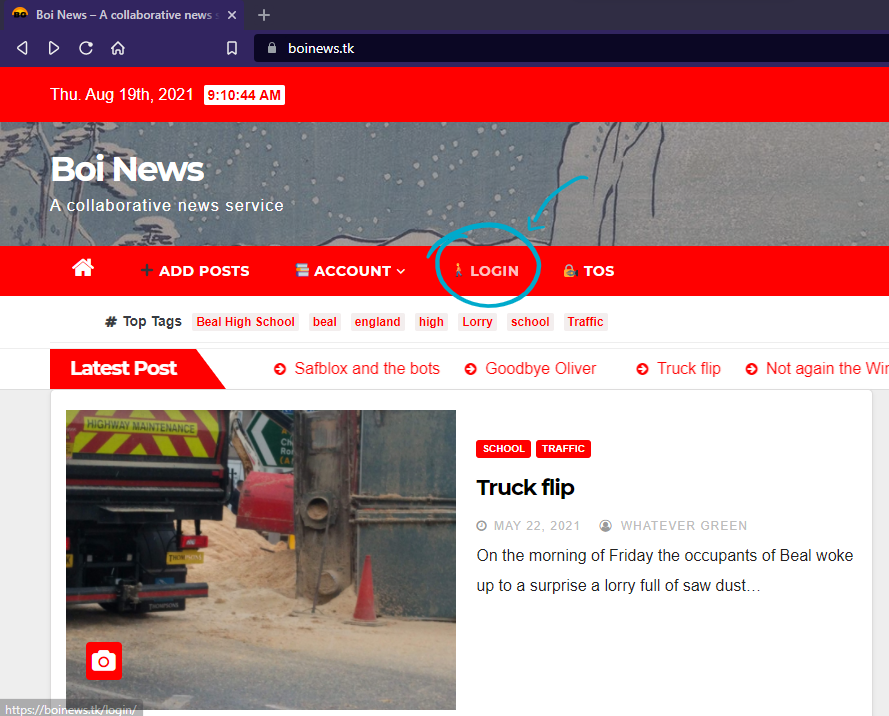 Boi News – A collaborative news
boinews.tk
Thu. Aug 19th, 2021 9:10:44 AM
Boi News
A collaborative news service
ADD POSTS ACCOUNT LOGIN TOS
# Top Tags Beal High School beal england high Lorry school Traffic
Latest Post Safblox and the bots Goodbye Oliver Truck flip Not again the
HIGHWAY MAINTENANCE
SCHOOL TRAFFIC
Truck flip
MAY 22, 2021 WHATEVER GREEN
On the morning of Friday the occupants of Beal woke
up to a surprise a lorry full of saw dust…
https://boinews.tk/login/